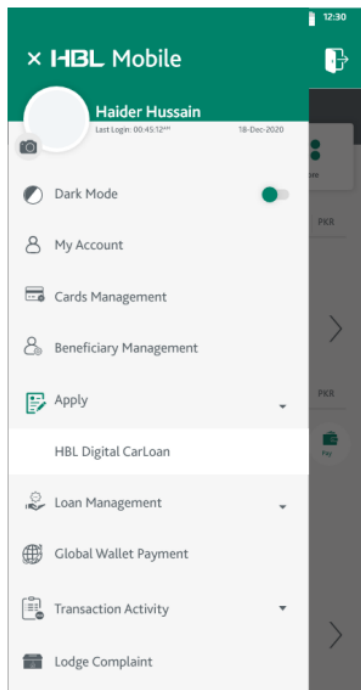 12:30
× HBL Mobile
Haider Hussain
Last Login: 00:45:12ᴬᴹ 18-Dec-2020
Dark Mode
PKR
My Account
Cards Management
Beneficiary Management
Apply
PKR
HBL Digital CarLoan
Pay
Loan Management
Global Wallet Payment
Transaction Activity
Lodge Complaint